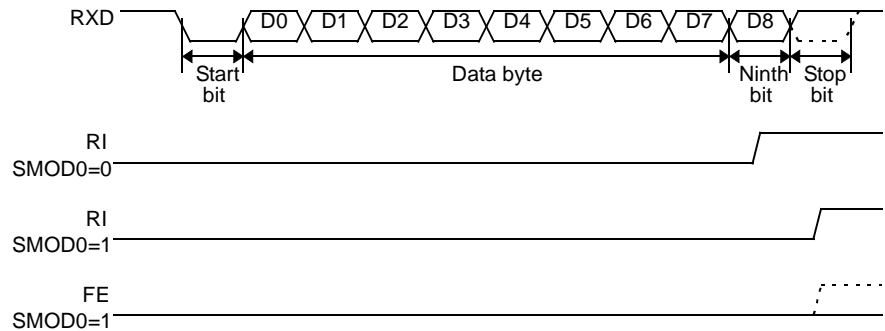 RXD D0 D1 D2 D3 D4 D5 D6 D7 D8
Start bit
Data byte
Ninth bit
Stop bit
RI
SMOD0=0
RI
SMOD0=1
FE
SMOD0=1